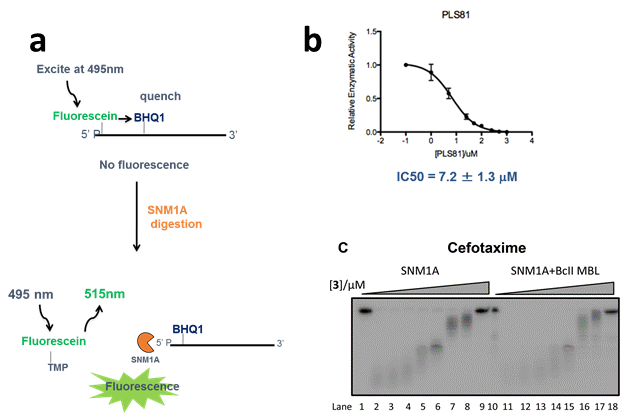 a
Excite at 495nm
quench
Fluorescein
BHQ1
5' P
3'
No fluorescence
SNM1A
digestion
495 nm
515nm
Fluorescein
TMP
BHQ1
5' P
3'
SNM1A
Fluorescence
b
PLS81
Relative Enzymatic Activity
1.5
1.0
0.5
0.0
-2 -1 0 1 2 3 4
[PLS81]/uM
IC50 = 7.2 ± 1.3 μM
C
Cefotaxime
[3]/μM
SNM1A
SNM1A+BcII MBL
Lane 1 2 3 4 5 6 7 8 9 10 11 12 13 14 15 16 17 18